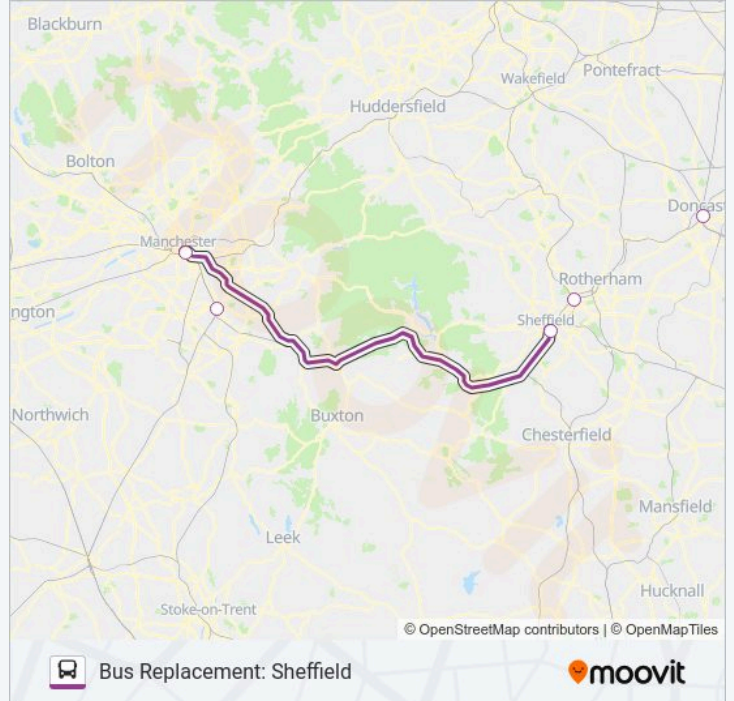 Blackburn
Wakefield
Pontefract
Huddersfield
Bolton
Doncast
Manchester
Rotherham
ngton
Sheffield
Northwich
Buxton
Chesterfield
Mansfield
Leek
Hucknall
Stoke-on-Trent
© OpenStreetMap contributors | © OpenMapTiles
Bus Replacement: Sheffield
moovit